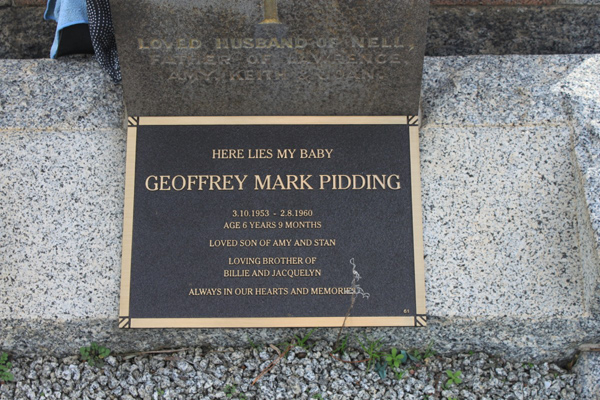 LOVED HUSBAND OF NELL,
FATHER OF LAWRENCE,
AMY, KEITH, JOAN.
HERE LIES MY BABY
GEOFFREY MARK PIDDING
3.10.1953 - 2.8.1960
AGE 6 YEARS 9 MONTHS
LOVED SON OF AMY AND STAN
LOVING BROTHER OF
BILLIE AND JACQUELYN
ALWAYS IN OUR HEARTS AND MEMORIES
61